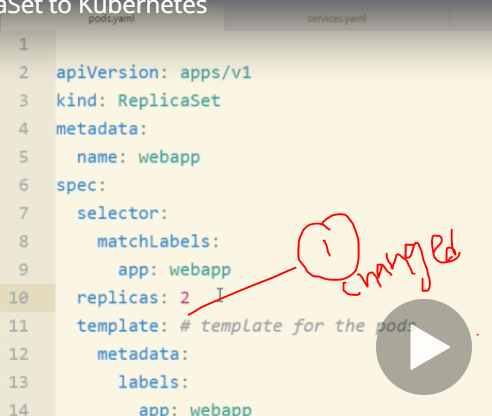 aSet to Kubernetes
pods.yaml services.yaml
1
2 apiVersion: apps/v1
3 kind: ReplicaSet
4 metadata:
5 name: webapp
6 spec:
7 selector:
8 matchLabels:
9 app: webapp
10 replicas: 2
1
changed
11 template: # template for the pods
12 metadata:
13 labels:
14 app: webapp